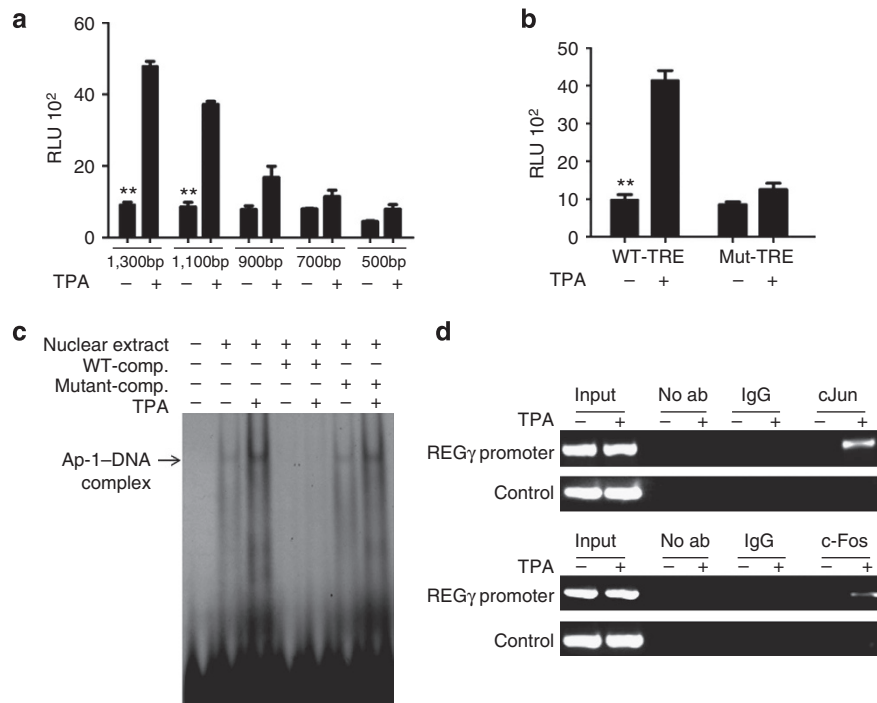 a
60
40
20
0
RLU 10²
** **
1,300bp 1,100bp 900bp 700bp 500bp
TPA – + – + – + – + – +
b
50
40
30
20
10
0
RLU 10²
**
WT-TRE Mut-TRE
TPA – + – +
c
Nuclear extract – + + + + + +
WT-comp. – – – + + – –
Mutant-comp. – – – – – + +
TPA – – + – + – +
Ap-1–DNA
complex
d
Input No ab IgG cJun
TPA – + – + – + – +
REGγ promoter
Control
Input No ab IgG c-Fos
TPA – + – + – + – +
REGγ promoter
Control